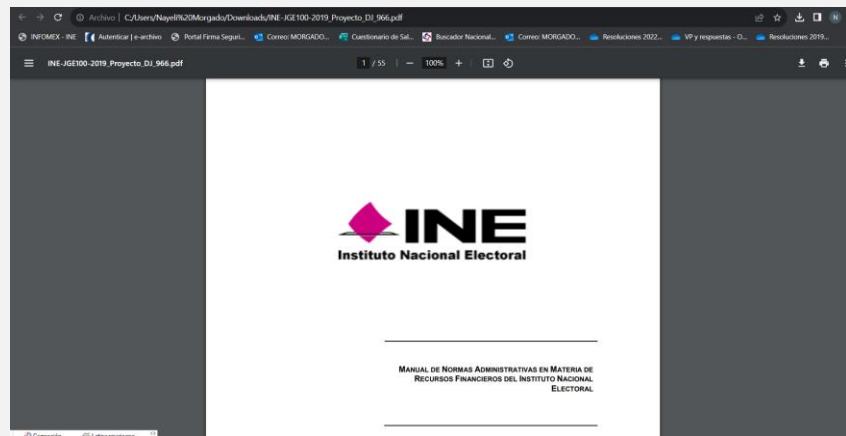 Archivo | C:/Users/Nayeli%20Morgado/Downloads/INE-JGE100-2019_Proyecto_DJ_966.pdf
INFOMEX - INE Autenticar | e-archivo Portal Firma Seguri... Correo: MORGADO... Cuestionario de Sal... Buscador Nacional... Correo: MORGADO... Resoluciones 2022... VP y respuestas - O... Resoluciones 2019...
INE-JGE100-2019_Proyecto_DJ_966.pdf 1 / 55 | − 100% +
INE
Instituto Nacional Electoral
MANUAL DE NORMAS ADMINISTRATIVAS EN MATERIA DE
RECURSOS FINANCIEROS DEL INSTITUTO NACIONAL
ELECTORAL